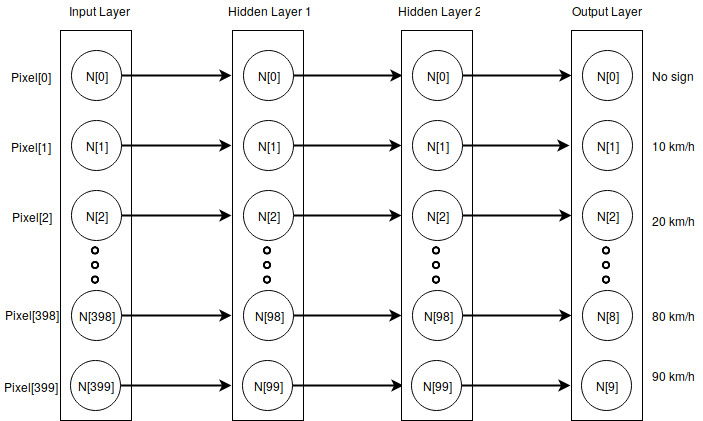 Input Layer Hidden Layer 1 Hidden Layer 2 Output Layer
Pixel[0] N[0] N[0] N[0] N[0] No sign
Pixel[1] N[1] N[1] N[1] N[1] 10 km/h
Pixel[2] N[2] N[2] N[2] N[2] 20 km/h
Pixel[398] N[398] N[98] N[98] N[8] 80 km/h
Pixel[399] N[399] N[99] N[99] N[9] 90 km/h